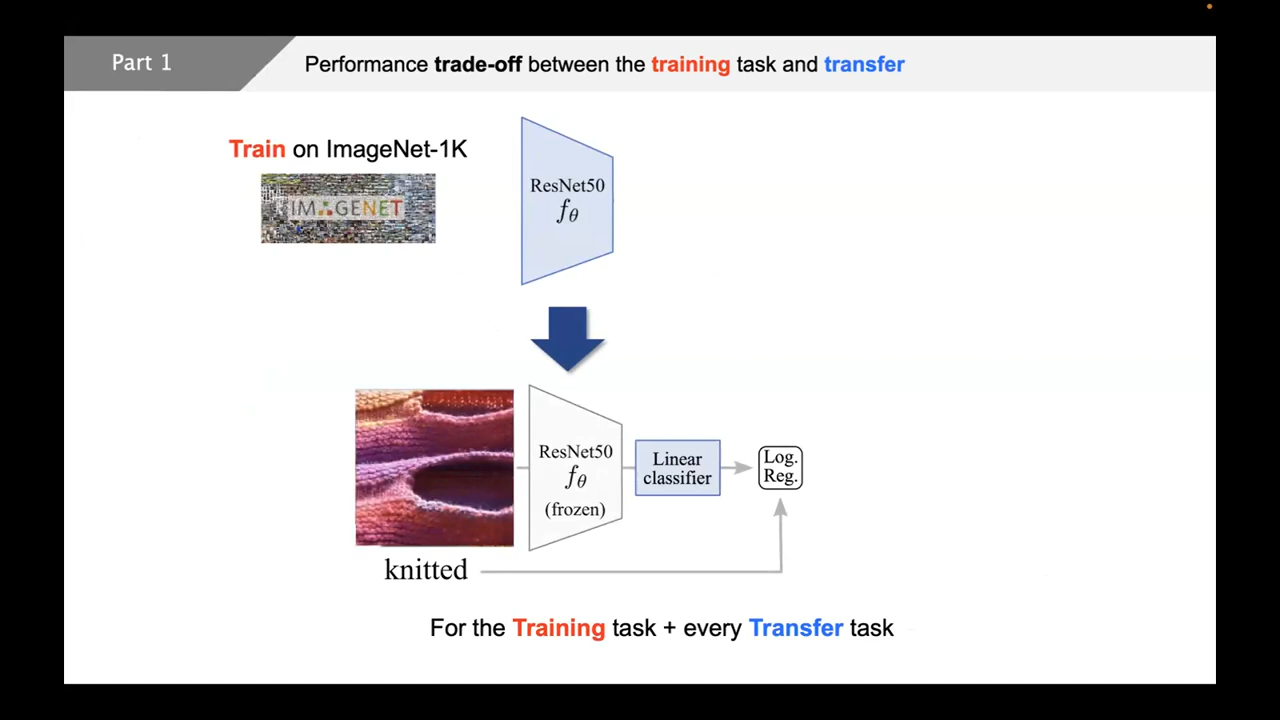 Part 1
Performance trade-off between the training task and transfer
Train on ImageNet-1K
IMAGENET
ResNet50
fθ
ResNet50
fθ
(frozen)
Linear
classifier
Log.
Reg.
knitted
For the Training task + every Transfer task